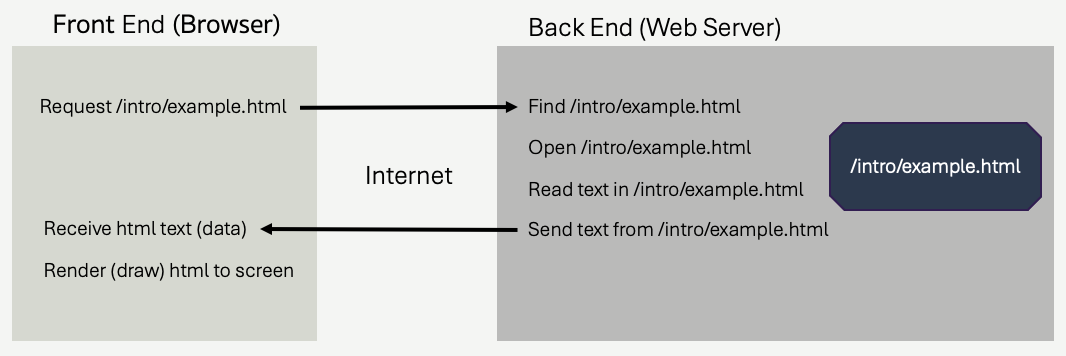 Front End (Browser)
Back End (Web Server)
Request /intro/example.html
Find /intro/example.html
Open /intro/example.html
/intro/example.html
Internet
Read text in /intro/example.html
Receive html text (data)
Send text from /intro/example.html
Render (draw) html to screen